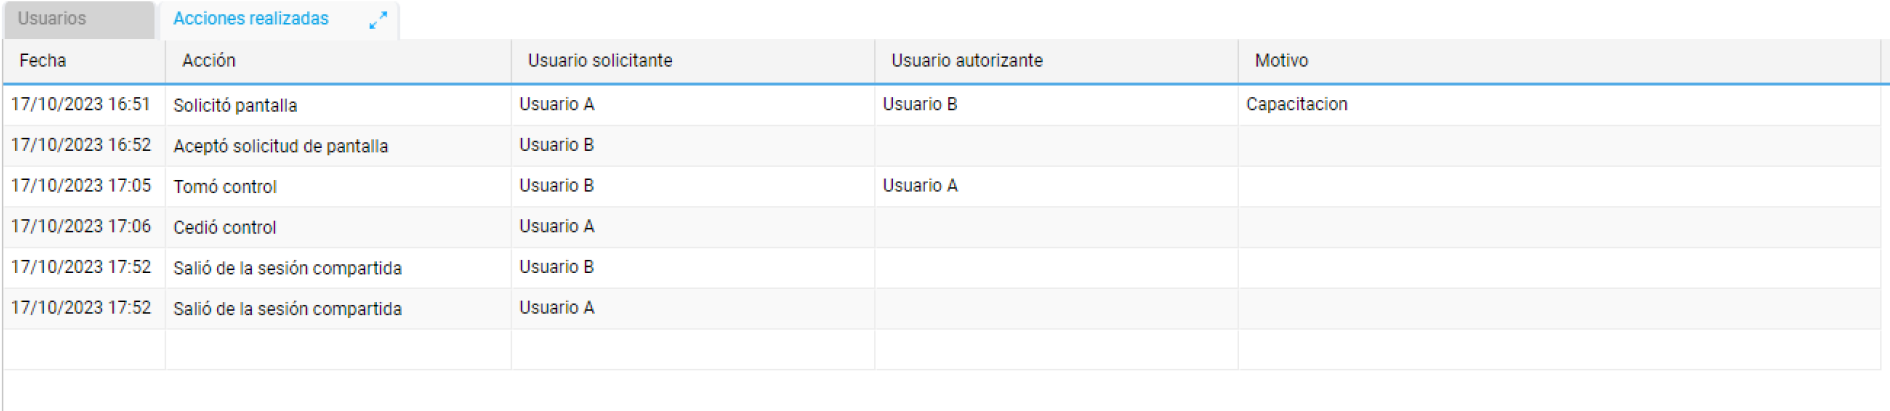 Usuarios Acciones realizadas
Fecha Acción Usuario solicitante Usuario autorizante Motivo
17/10/2023 16:51 Solicitó pantalla Usuario A Usuario B Capacitacion
17/10/2023 16:52 Aceptó solicitud de pantalla Usuario B
17/10/2023 17:05 Tomó control Usuario B Usuario A
17/10/2023 17:06 Cedió control Usuario A
17/10/2023 17:52 Salió de la sesión compartida Usuario B
17/10/2023 17:52 Salió de la sesión compartida Usuario A